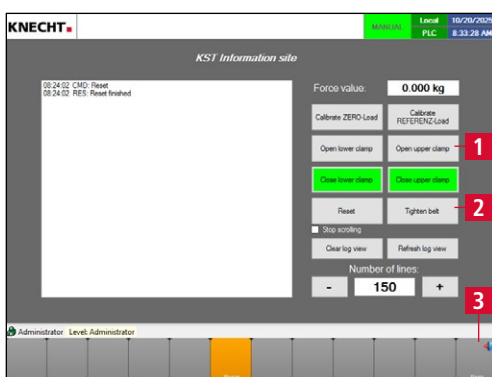 KNECHT
MANUAL
Local 10/20/2025
PLC 8:33:28 AM
KST Information site
08:24:02 CMD: Reset
08:24:02 RES: Reset finished
Force value: 0.000 kg
Calibrate ZERO-Load
Calibrate REFERENZ-Load
Open lower clamp
Open upper clamp
1
Close lower clamp
Close upper clamp
Reset
Tighten belt
2
Stop scrolling
Clear log view
Refresh log view
Number of lines:
- 150 +
3
Administrator Level: Administrator